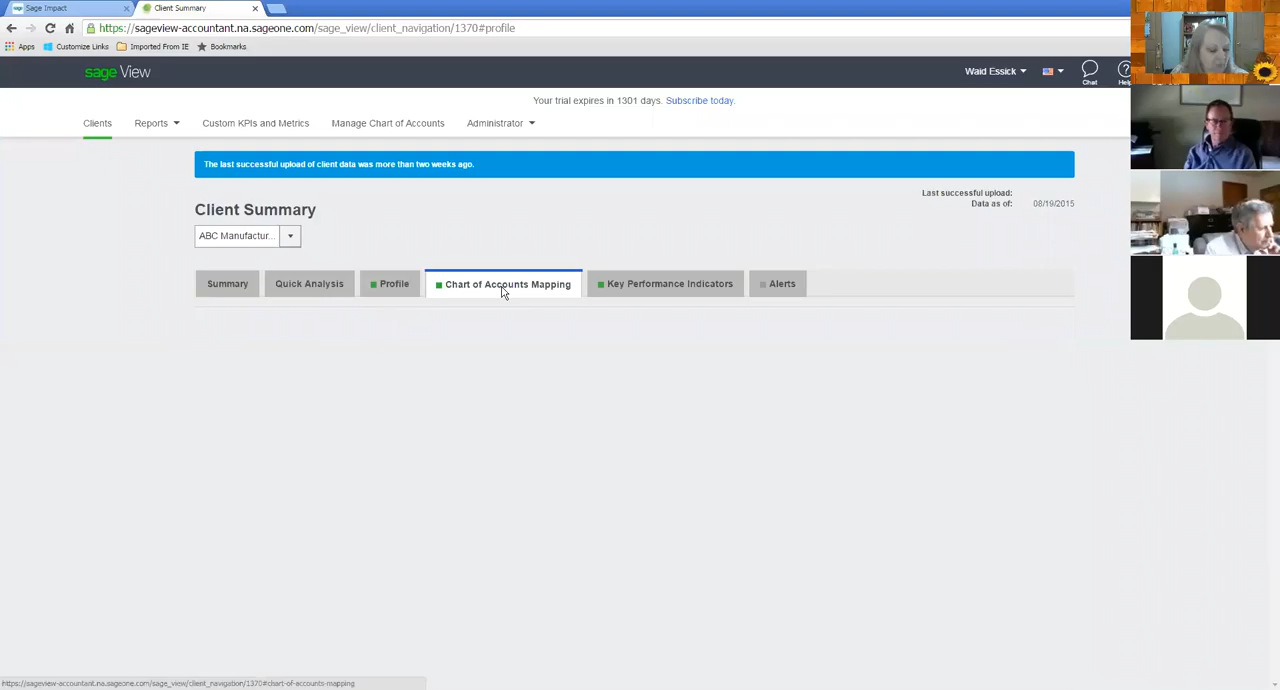 Sage Impact
Client Summary
https://sageview-accountant.na.sageone.com/sage_view/client_navigation/1370#profile
Apps Customize Links Imported From IE Bookmarks
sage View
Waid Essick
Chat
Help
Your trial expires in 1301 days. Subscribe today.
Clients Reports Custom KPIs and Metrics Manage Chart of Accounts Administrator
The last successful upload of client data was more than two weeks ago.
Last successful upload:
Data as of: 08/19/2015
Client Summary
ABC Manufactur...
Summary Quick Analysis Profile Chart of Accounts Mapping Key Performance Indicators Alerts
https://sageview-accountant.na.sageone.com/sage_view/client_navigation/1370#chart-of-accounts-mapping